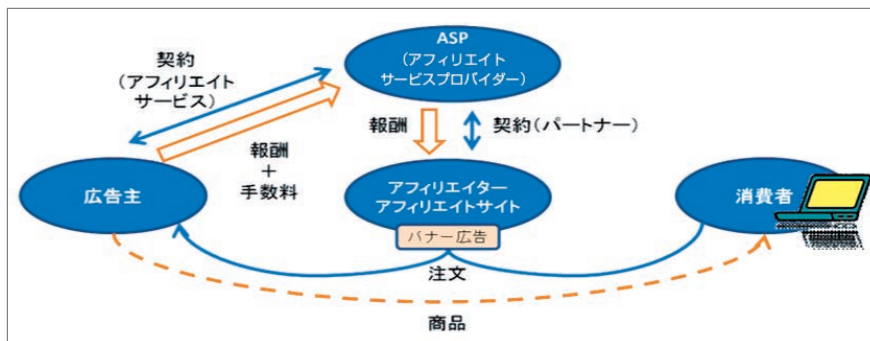 ASP
（アフィリエイト
サービスプロバイダー）
契約
（アフィリエイト
サービス）
報酬
契約（パートナー）
報酬
＋
手数料
広告主
アフィリエイター
アフィリエイトサイト
バナー広告
消費者
注文
商品